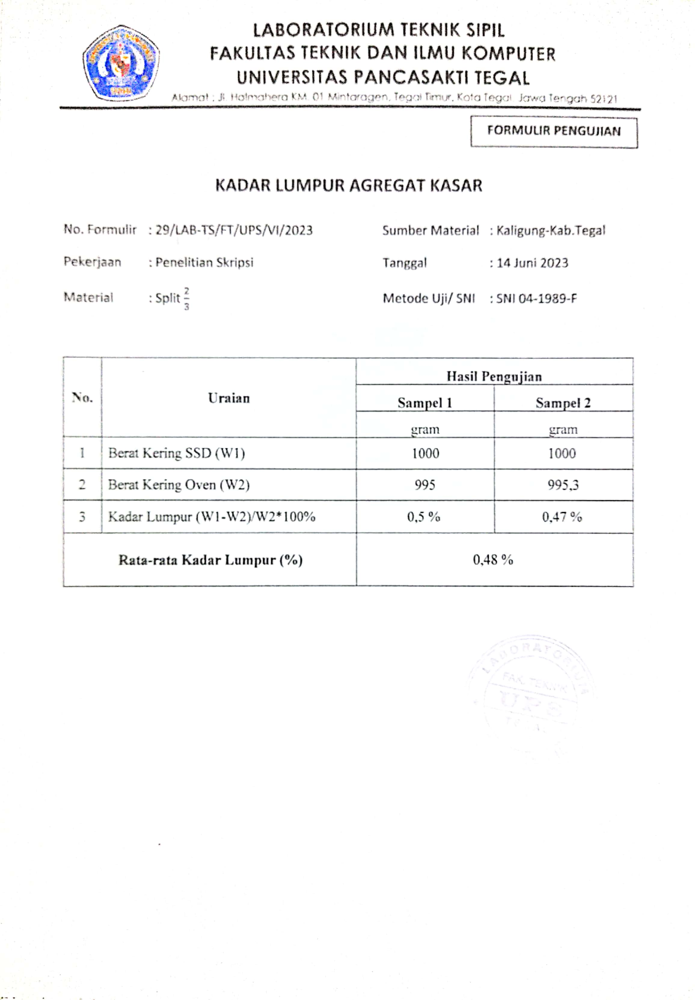 LABORATORIUM TEKNIK SIPIL
FAKULTAS TEKNIK DAN ILMU KOMPUTER
UNIVERSITAS PANCASAKTI TEGAL
Alamat : Jl. Halmahera KM. 01 Mintaragen, Tegal Timur, Kota Tegal Jawa Tengah 52121
FORMULIR PENGUJIAN
KADAR LUMPUR AGREGAT KASAR
No. Formulir : 29/LAB-TS/FT/UPS/VI/2023 Sumber Material : Kaligung-Kab.Tegal
Pekerjaan : Penelitian Skripsi Tanggal : 14 Juni 2023
Material : Split 2/3 Metode Uji/ SNI : SNI 04-1989-F
No. Uraian Hasil Pengujian
Sampel 1 Sampel 2
gram gram
1 Berat Kering SSD (W1) 1000 1000
2 Berat Kering Oven (W2) 995 995,3
3 Kadar Lumpur (W1-W2)/W2*100% 0,5 % 0,47 %
Rata-rata Kadar Lumpur (%) 0,48 %
LABORATORIUM
FAK. TEKNIK
UPS